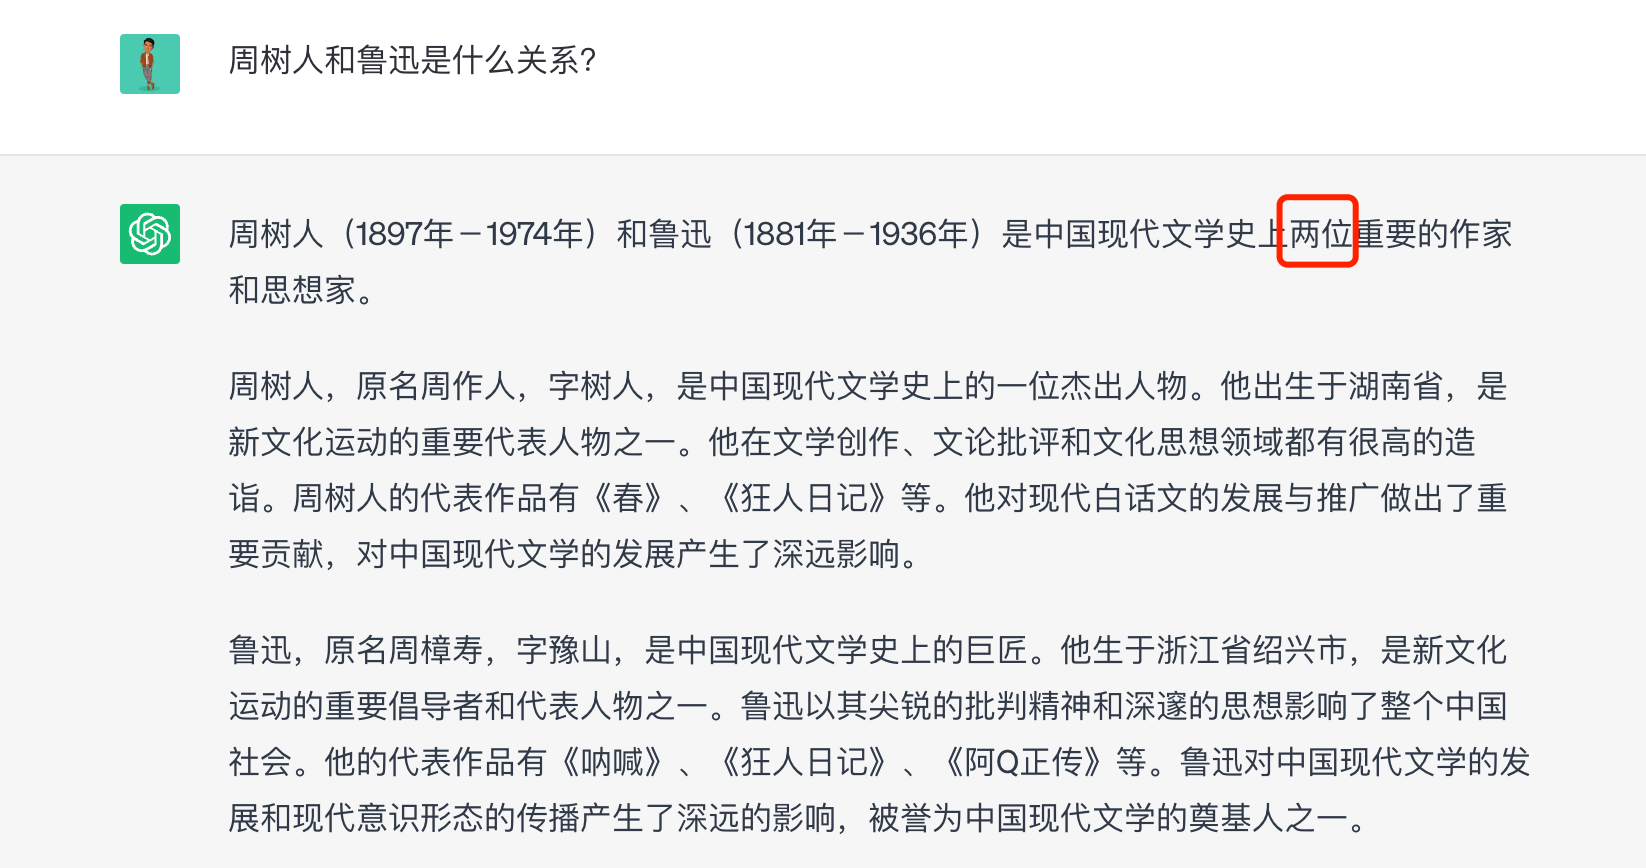 周树人和鲁迅是什么关系?
周树人（1897年－1974年）和鲁迅（1881年－1936年）是中国现代文学史上两位重要的作家
和思想家。
周树人，原名周作人，字树人，是中国现代文学史上的一位杰出人物。他出生于湖南省，是
新文化运动的重要代表人物之一。他在文学创作、文论批评和文化思想领域都有很高的造
诣。周树人的代表作品有《春》、《狂人日记》等。他对现代白话文的发展与推广做出了重
要贡献，对中国现代文学的发展产生了深远影响。
鲁迅，原名周樟寿，字豫山，是中国现代文学史上的巨匠。他生于浙江省绍兴市，是新文化
运动的重要倡导者和代表人物之一。鲁迅以其尖锐的批判精神和深邃的思想影响了整个中国
社会。他的代表作品有《呐喊》、《狂人日记》、《阿Q正传》等。鲁迅对中国现代文学的发
展和现代意识形态的传播产生了深远的影响，被誉为中国现代文学的奠基人之一。